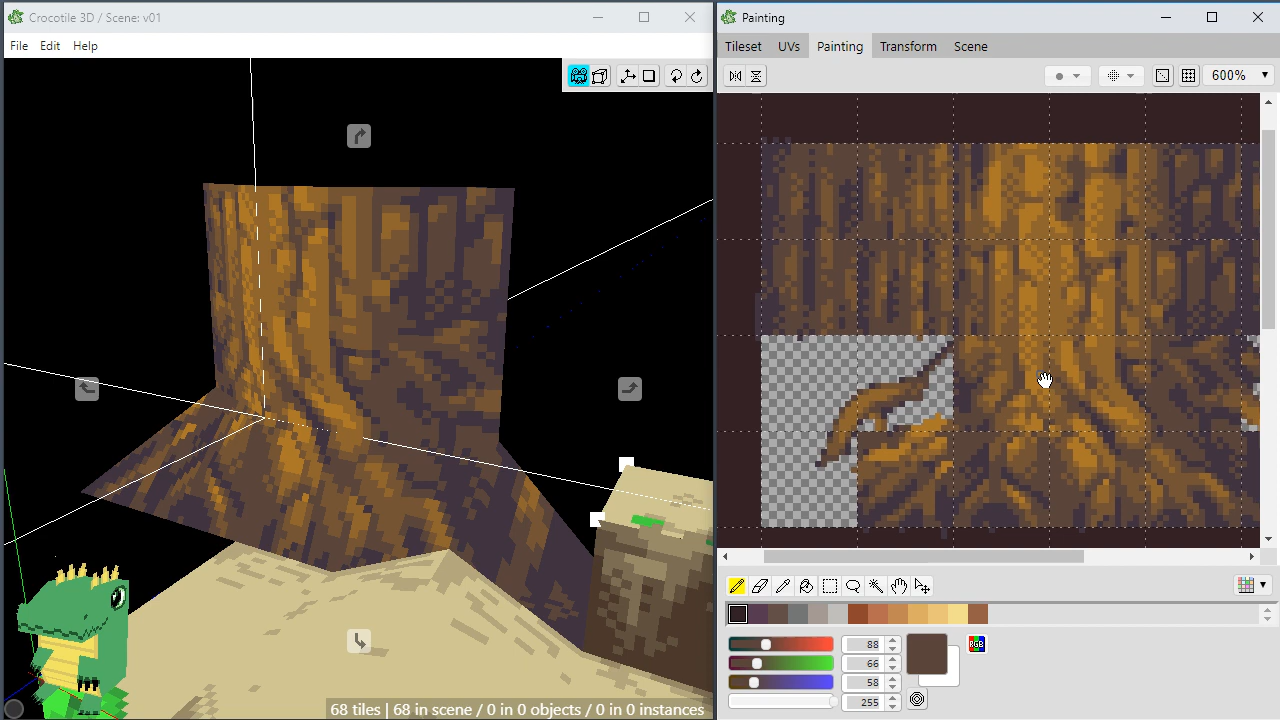 Crocotile 3D / Scene: v01
File Edit Help
68 tiles | 68 in scene / 0 in 0 objects / 0 in 0 instances
Painting
Tileset UVs Painting Transform Scene
600%
RGB
88
66
58
255